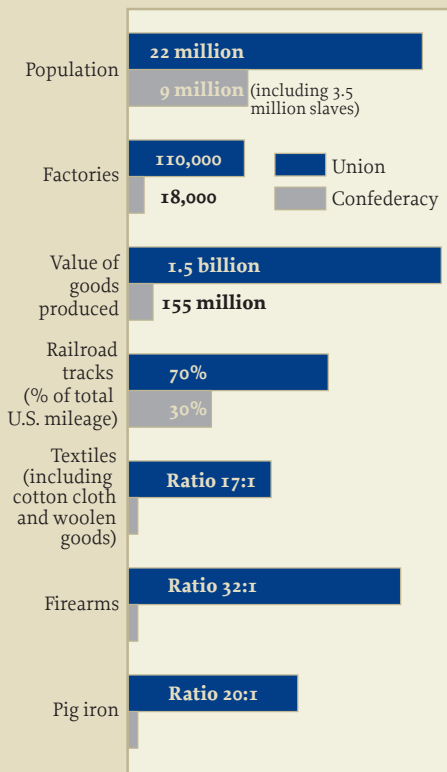 22 million
Population
9 million (including 3.5
million slaves)
110,000
Factories
18,000
Union
Confederacy
Value of
goods
produced
1.5 billion
155 million
Railroad
tracks
(% of total
U.S. mileage)
70%
30%
Textiles
(including
cotton cloth
and woolen
goods)
Ratio 17:1
Firearms
Ratio 32:1
Pig iron
Ratio 20:1